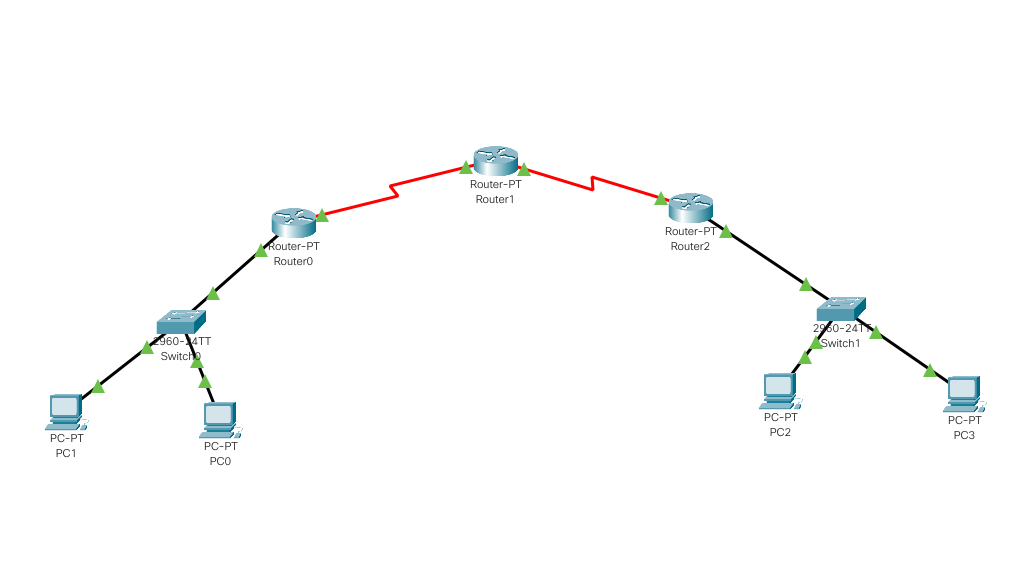 Router-PT
Router1
Router-PT
Router0
Router-PT
Router2
2960-24TT
Switch0
2960-24TT
Switch1
PC-PT
PC1
PC-PT
PC0
PC-PT
PC2
PC-PT
PC3